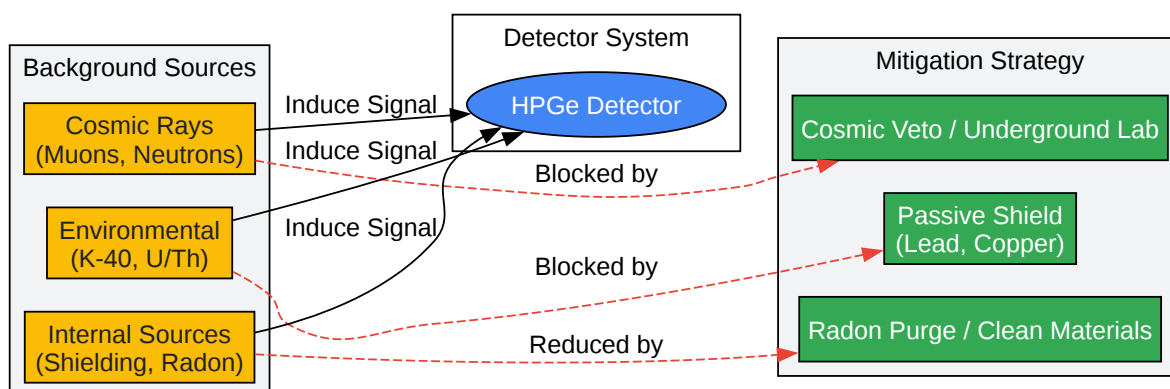 Background Sources
Cosmic Rays
(Muons, Neutrons)
Environmental
(K-40, U/Th)
Internal Sources
(Shielding, Radon)
Induce Signal
Induce Signal
Induce Signal
Detector System
HPGe Detector
Blocked by
Blocked by
Reduced by
Mitigation Strategy
Cosmic Veto / Underground Lab
Passive Shield
(Lead, Copper)
Radon Purge / Clean Materials